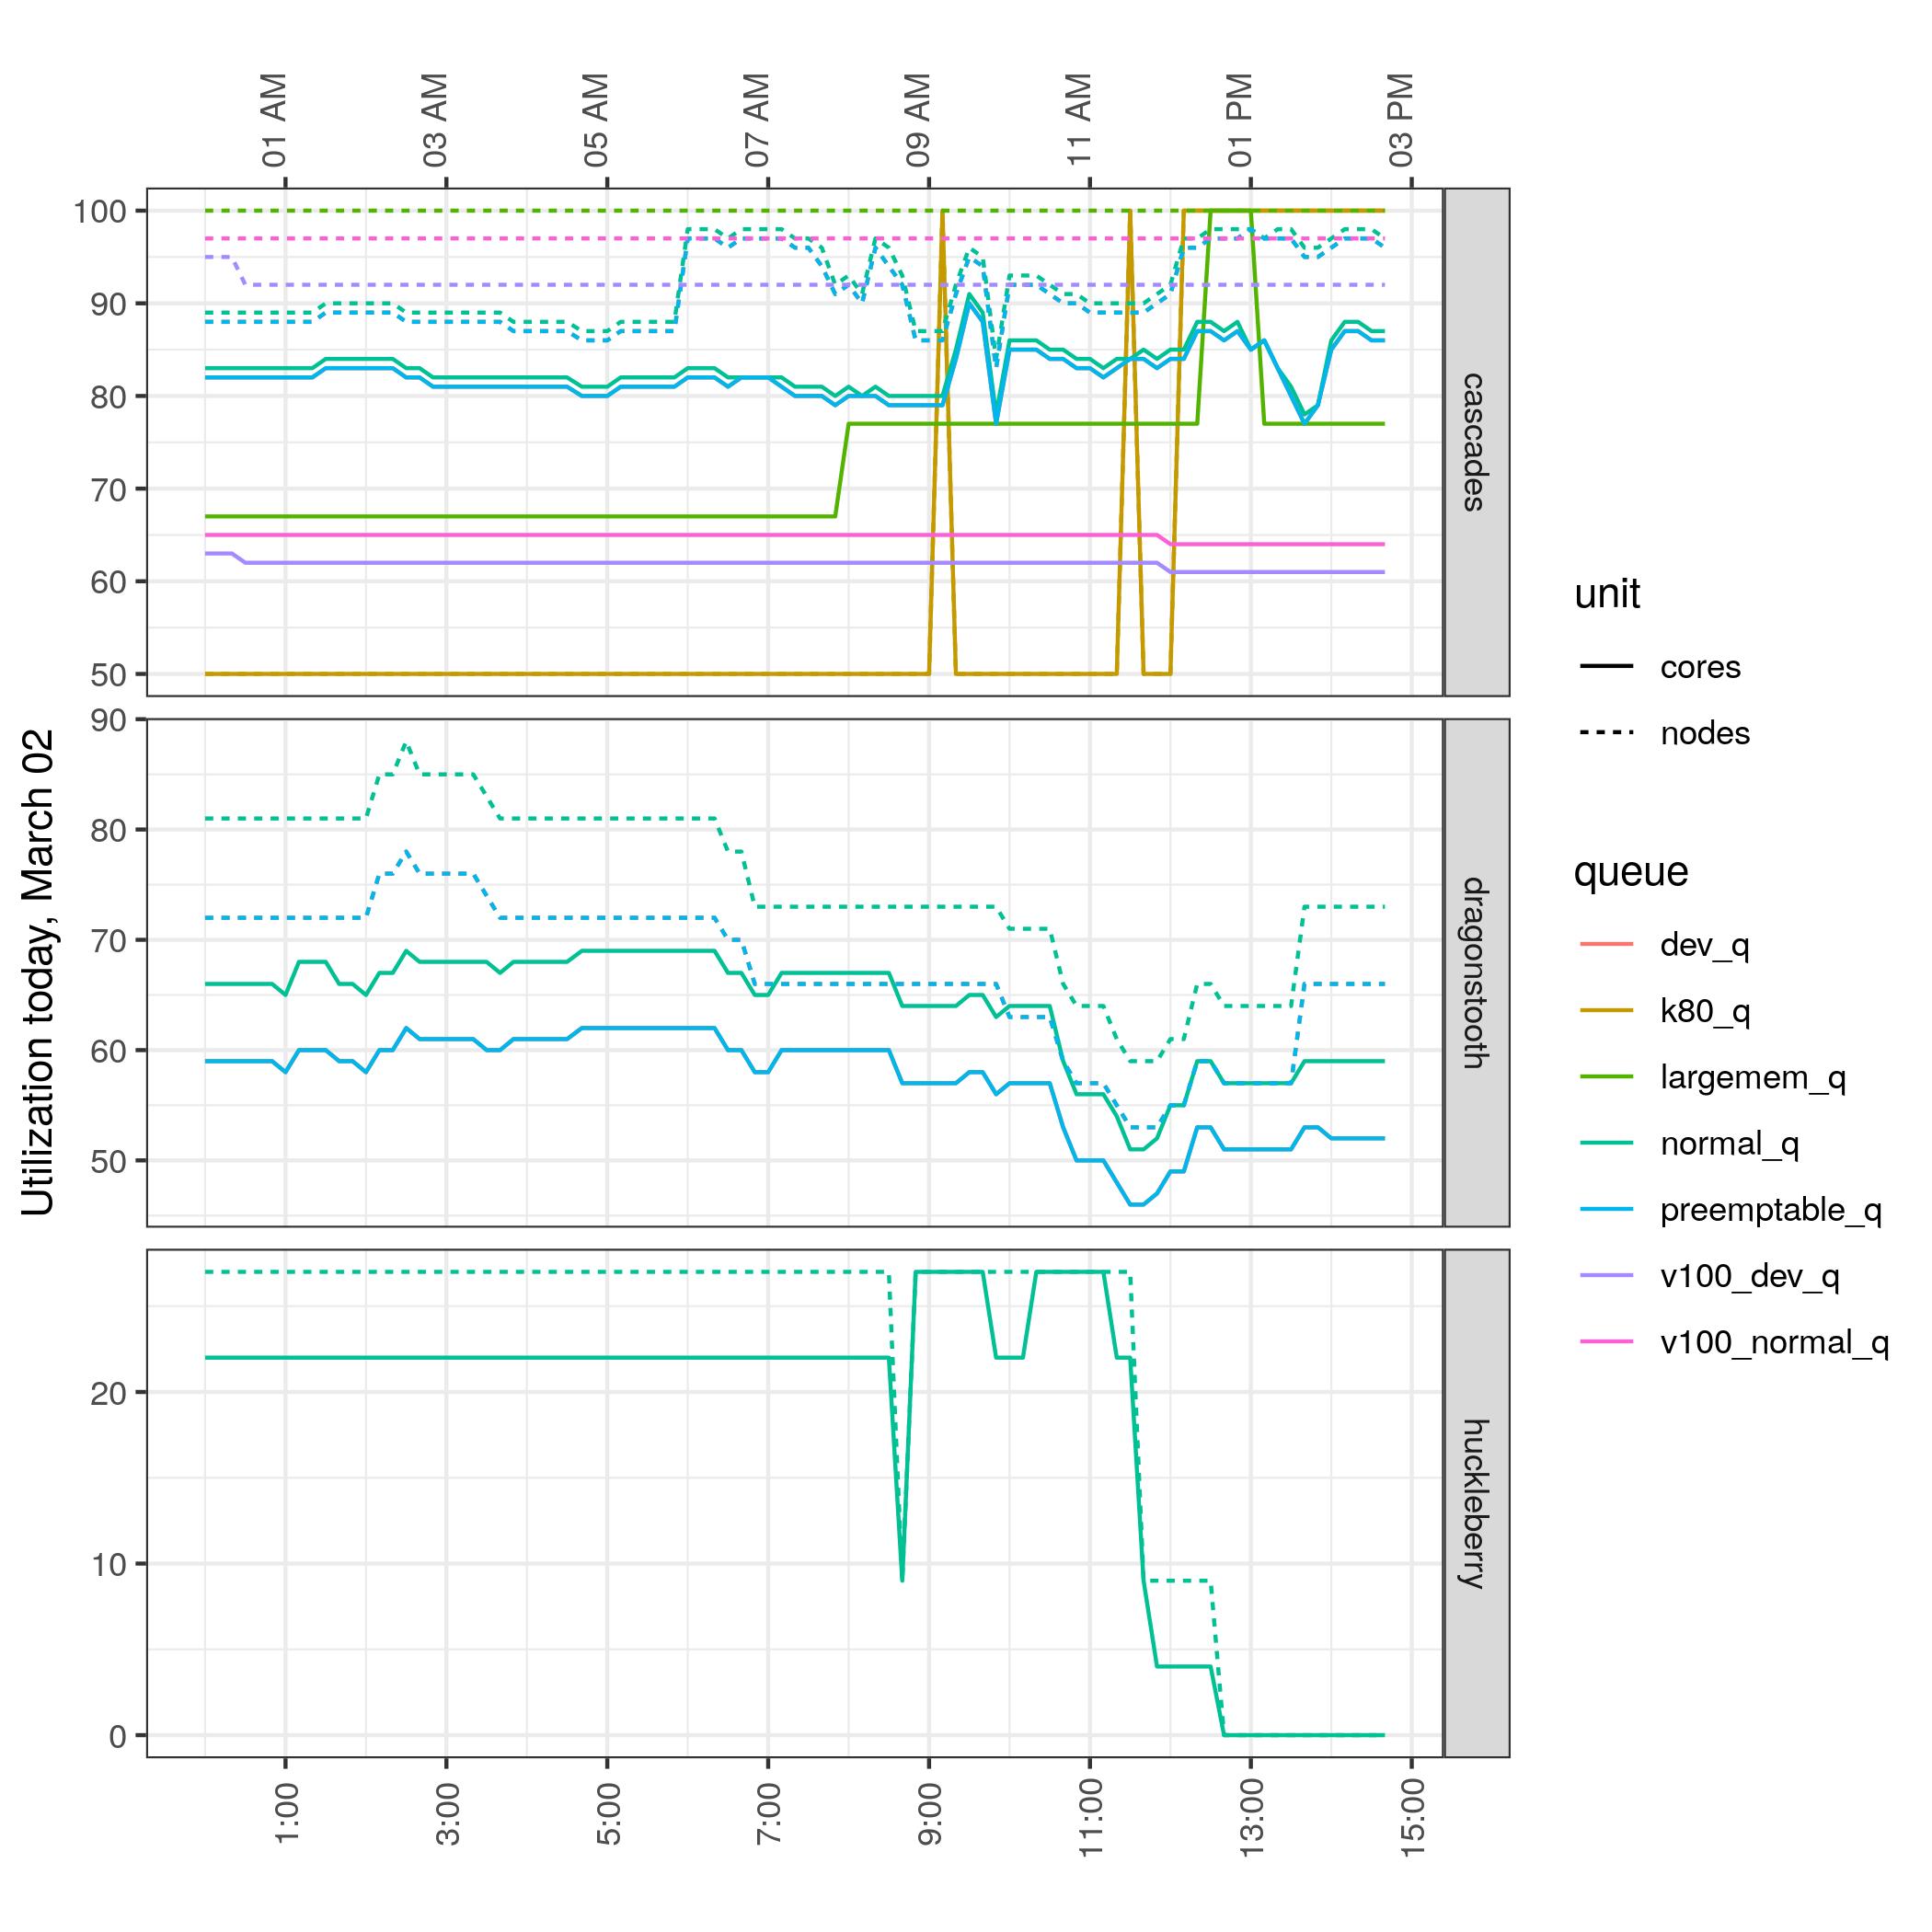 01 AM
03 AM
05 AM
07 AM
09 AM
11 AM
01 PM
03 PM
Utilization today, March 02
100
90
80
70
60
50
cascades
90
80
70
60
50
dragonstooth
20
10
0
huckleberry
1:00
3:00
5:00
7:00
9:00
11:00
13:00
15:00
unit
cores
nodes
queue
dev_q
k80_q
largemem_q
normal_q
preemptable_q
v100_dev_q
v100_normal_q